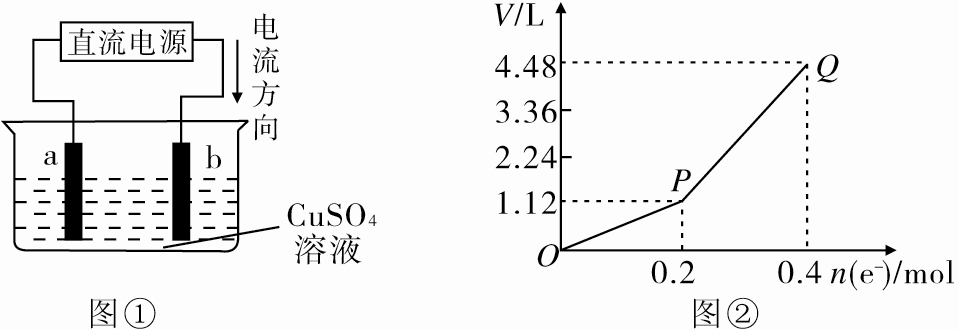 直流电源
电流方向
a
b
CuSO₄
溶液
图①
V/L
4.48
3.36
2.24
1.12
O
P
Q
0.2
0.4
n(e⁻)/mol
图②